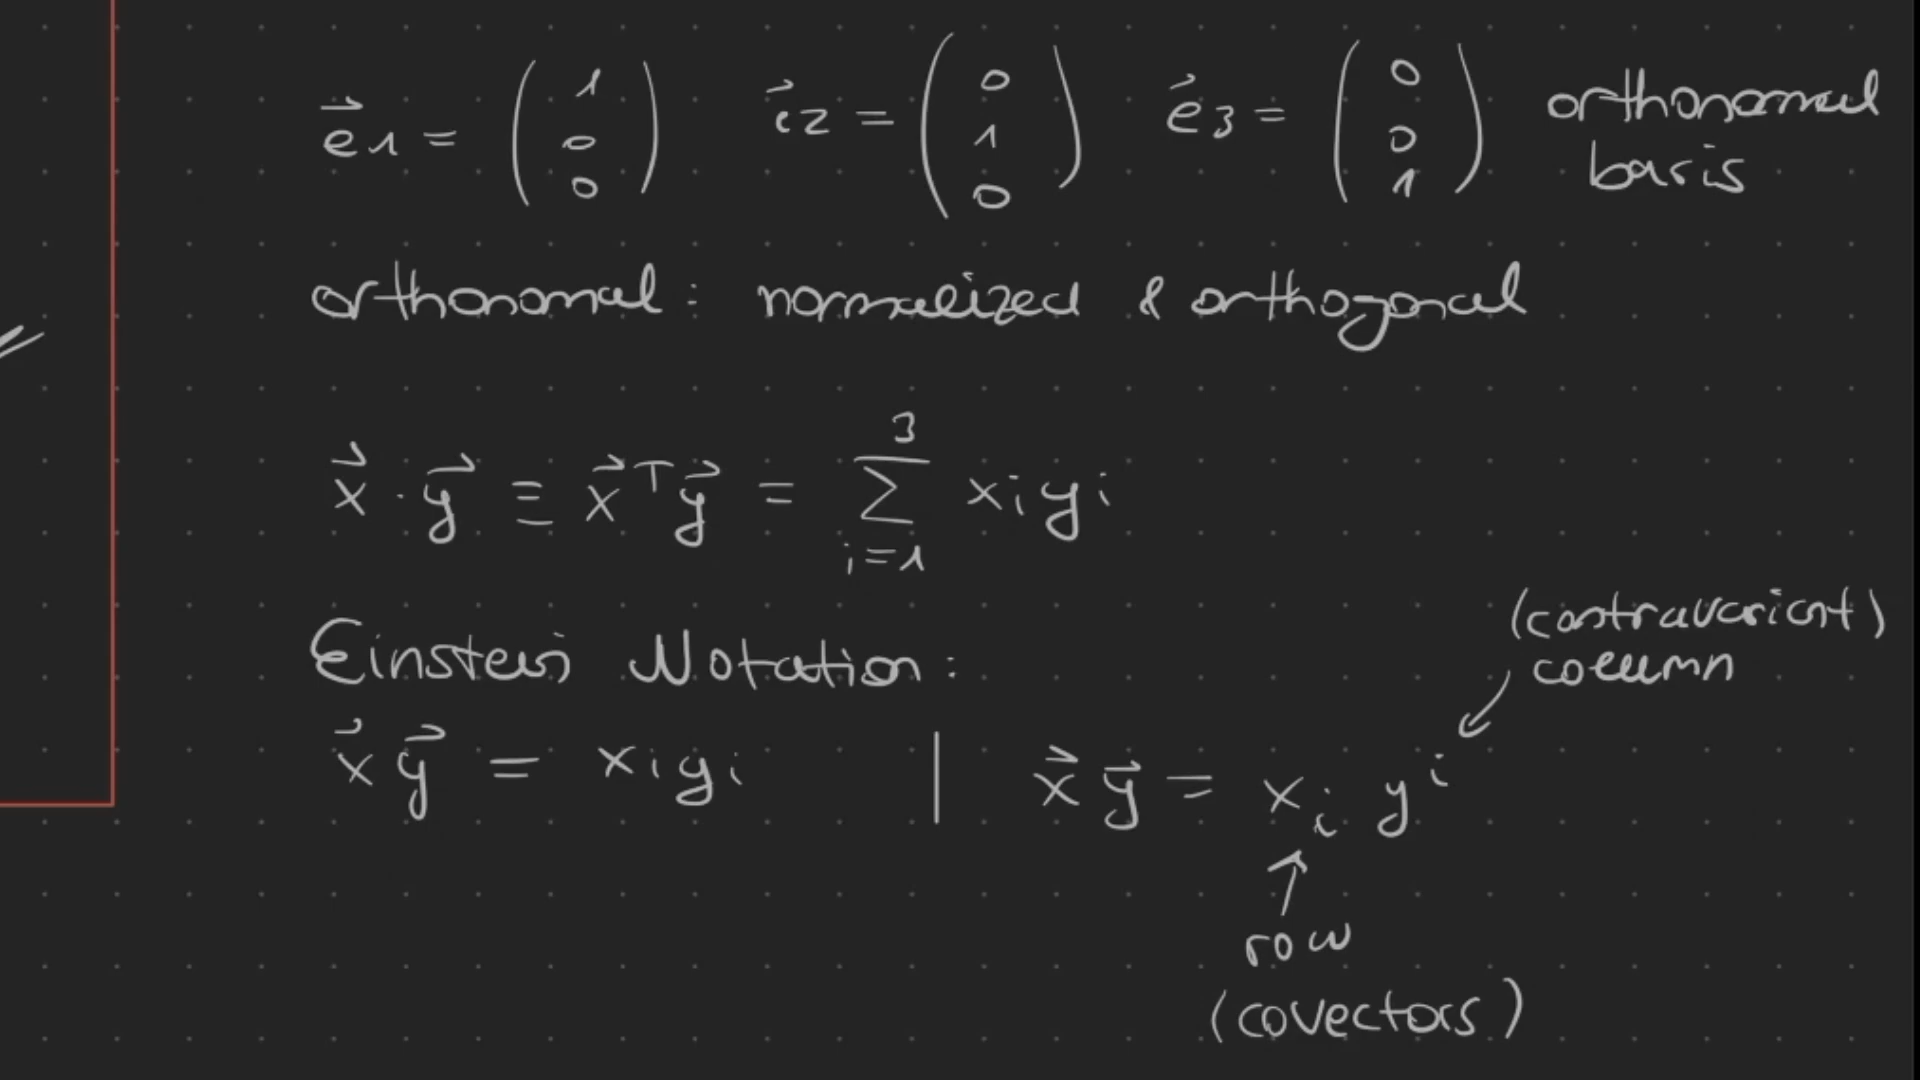 e⃗1 = (1 0 0) e⃗2 = (0 1 0) e⃗3 = (0 0 1) orthonormal
basis
orthonormal: normalized & orthogonal
x⃗ · y⃗ ≡ x⃗ᵀy⃗ = ∑_{i=1}^{3} xᵢyᵢ
Einstein Notation:
(contravariant)
column
x⃗y⃗ = xᵢyᵢ | x⃗y⃗ = xᵢ yⁱ
row
(covectors)